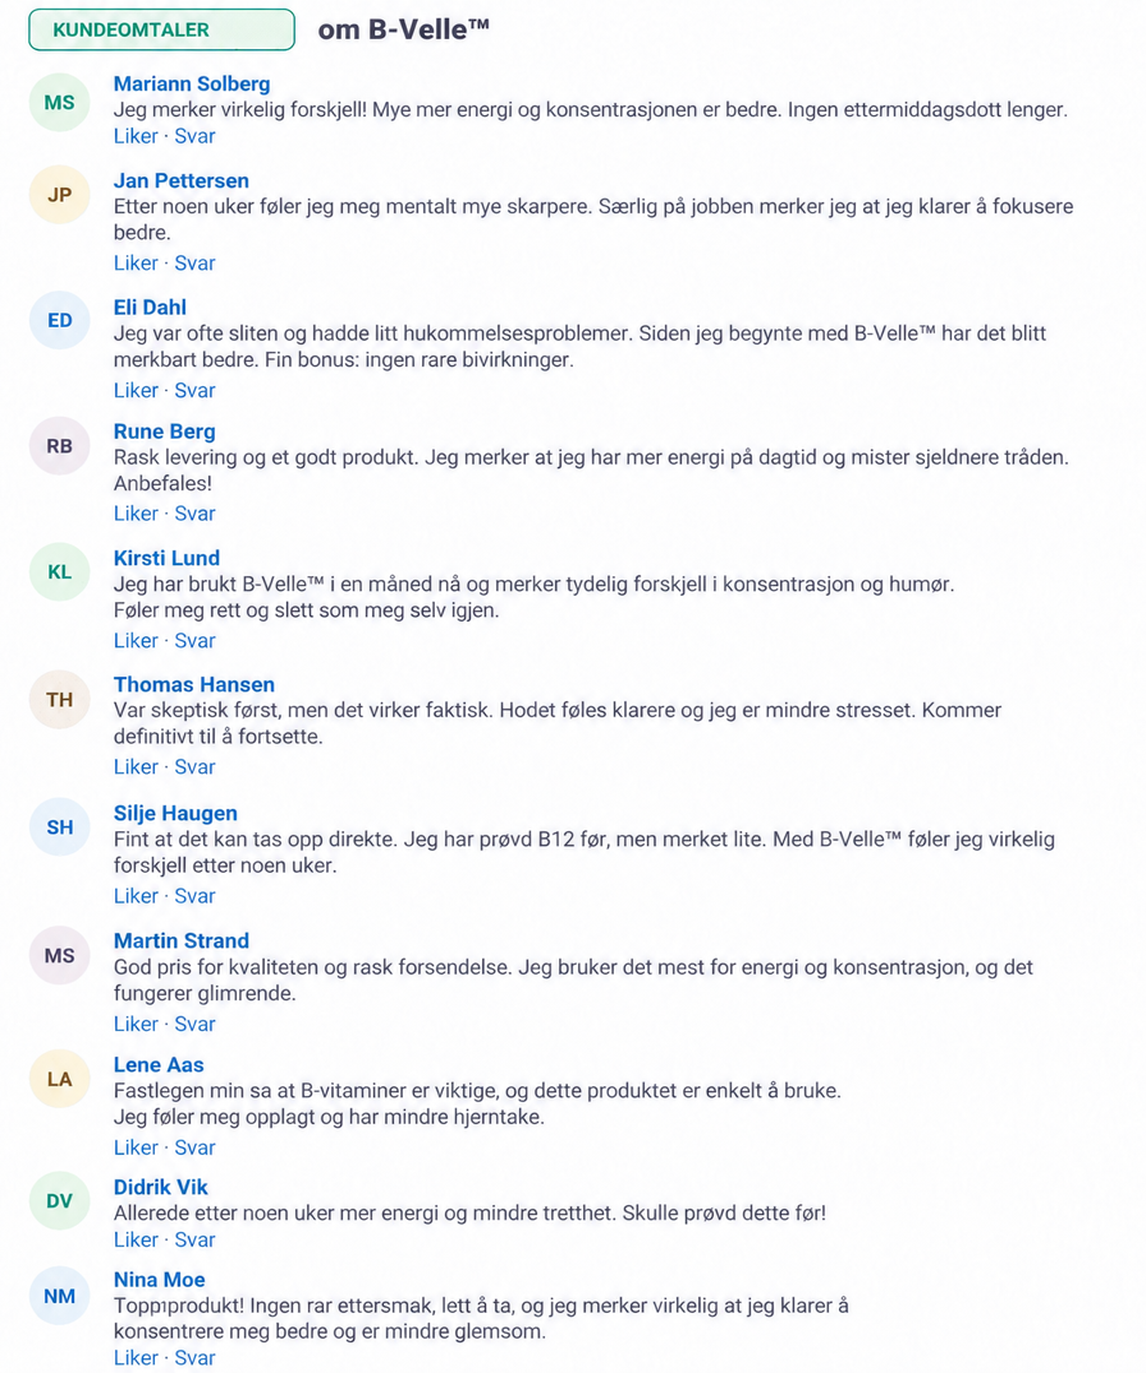 KUNDEOMTALER om B-Velle™
MS Mariann Solberg
Jeg merker virkelig forskjell! Mye mer energi og konsentrasjonen er bedre. Ingen ettermiddagsdott lenger.
Liker · Svar
JP Jan Pettersen
Etter noen uker føler jeg meg mentalt mye skarpere. Særlig på jobben merker jeg at jeg klarer å fokusere
bedre.
Liker · Svar
ED Eli Dahl
Jeg var ofte sliten og hadde litt hukommelsesproblemer. Siden jeg begynte med B-Velle™ har det blitt
merkbart bedre. Fin bonus: ingen rare bivirkninger.
Liker · Svar
RB Rune Berg
Rask levering og et godt produkt. Jeg merker at jeg har mer energi på dagtid og mister sjeldnere tråden.
Anbefales!
Liker · Svar
KL Kirsti Lund
Jeg har brukt B-Velle™ i en måned nå og merker tydelig forskjell i konsentrasjon og humør.
Føler meg rett og slett som meg selv igjen.
Liker · Svar
TH Thomas Hansen
Var skeptisk først, men det virker faktisk. Hodet føles klarere og jeg er mindre stresset. Kommer
definitivt til å fortsette.
Liker · Svar
SH Silje Haugen
Fint at det kan tas opp direkte. Jeg har prøvd B12 før, men merket lite. Med B-Velle™ føler jeg virkelig
forskjell etter noen uker.
Liker · Svar
MS Martin Strand
God pris for kvaliteten og rask forsendelse. Jeg bruker det mest for energi og konsentrasjon, og det
fungerer glimrende.
Liker · Svar
LA Lene Aas
Fastlegen min sa at B-vitaminer er viktige, og dette produktet er enkelt å bruke.
Jeg føler meg opplagt og har mindre hjerntake.
Liker · Svar
DV Didrik Vik
Allerede etter noen uker mer energi og mindre tretthet. Skulle prøvd dette før!
Liker · Svar
NM Nina Moe
Toppıprodukt! Ingen rar ettersmak, lett å ta, og jeg merker virkelig at jeg klarer å
konsentrere meg bedre og er mindre glemsom.
Liker · Svar